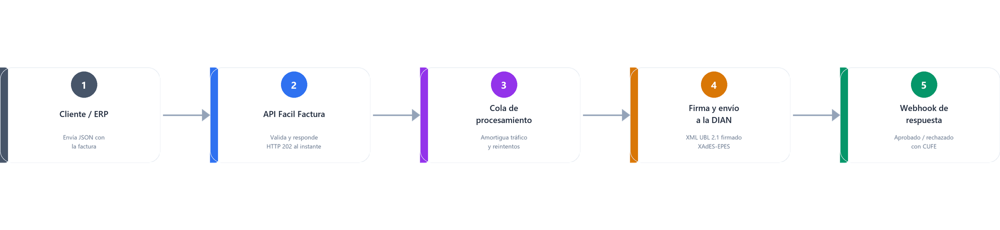 1
Cliente / ERP
Envía JSON con
la factura
2
API Facil Factura
Valida y responde
HTTP 202 al instante
3
Cola de
procesamiento
Amortigua tráfico
y reintentos
4
Firma y envío
a la DIAN
XML UBL 2.1 firmado
XAdES-EPES
5
Webhook de
respuesta
Aprobado / rechazado
con CUFE